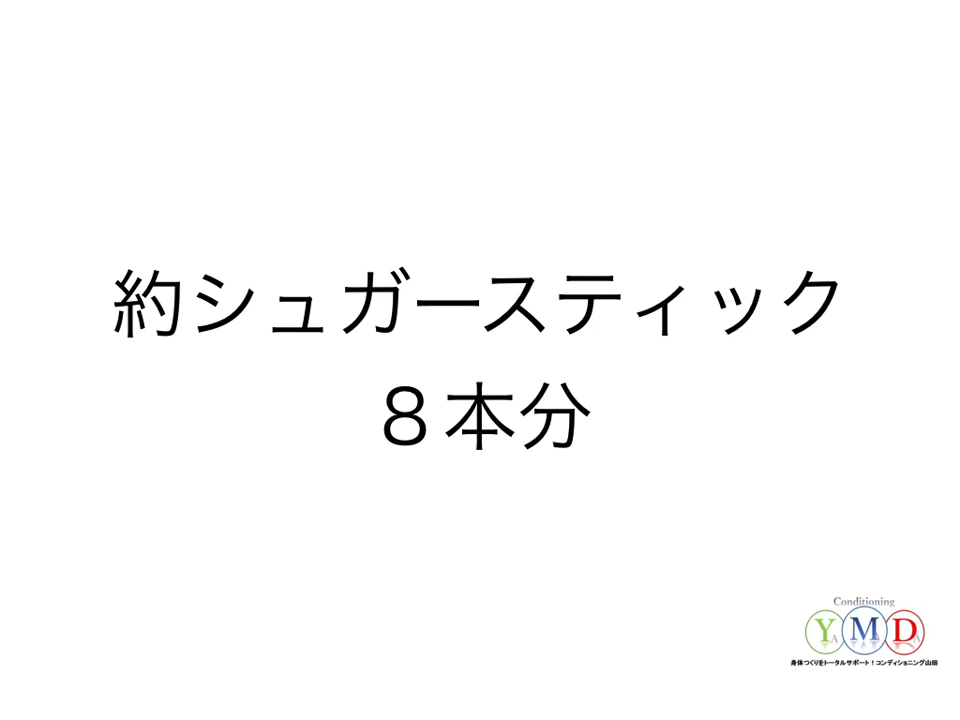 約シュガースティック
８本分
Conditioning
YAMADA
身体つくりをトータルサポート！コンディショニング山田